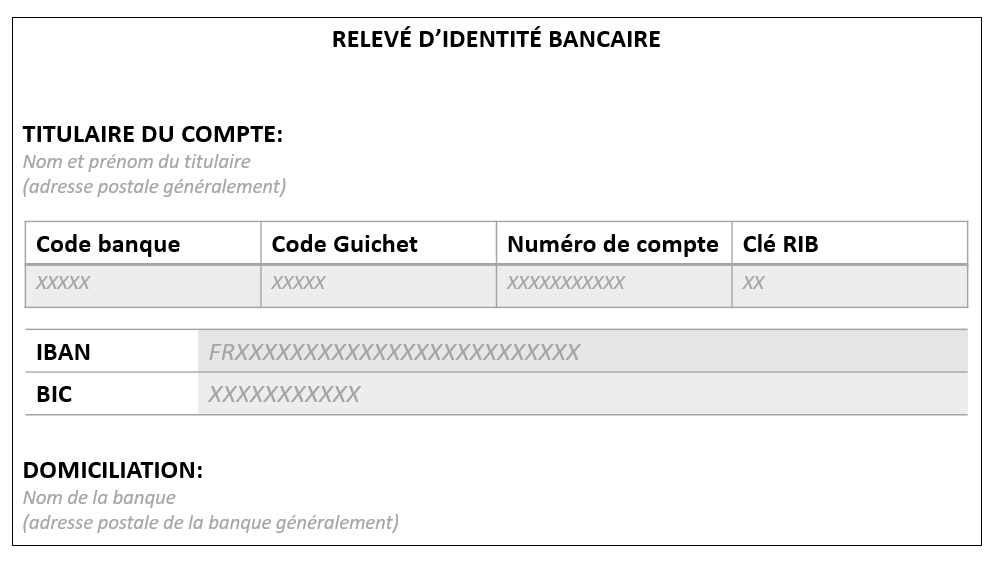 RELEVÉ D’IDENTITÉ BANCAIRE
TITULAIRE DU COMPTE:
Nom et prénom du titulaire
(adresse postale généralement)
Code banque Code Guichet Numéro de compte Clé RIB
XXXXX XXXXX XXXXXXXXXXX XX
IBAN FRXXXXXXXXXXXXXXXXXXXXXXXXX
BIC XXXXXXXXXXX
DOMICILIATION:
Nom de la banque
(adresse postale de la banque généralement)